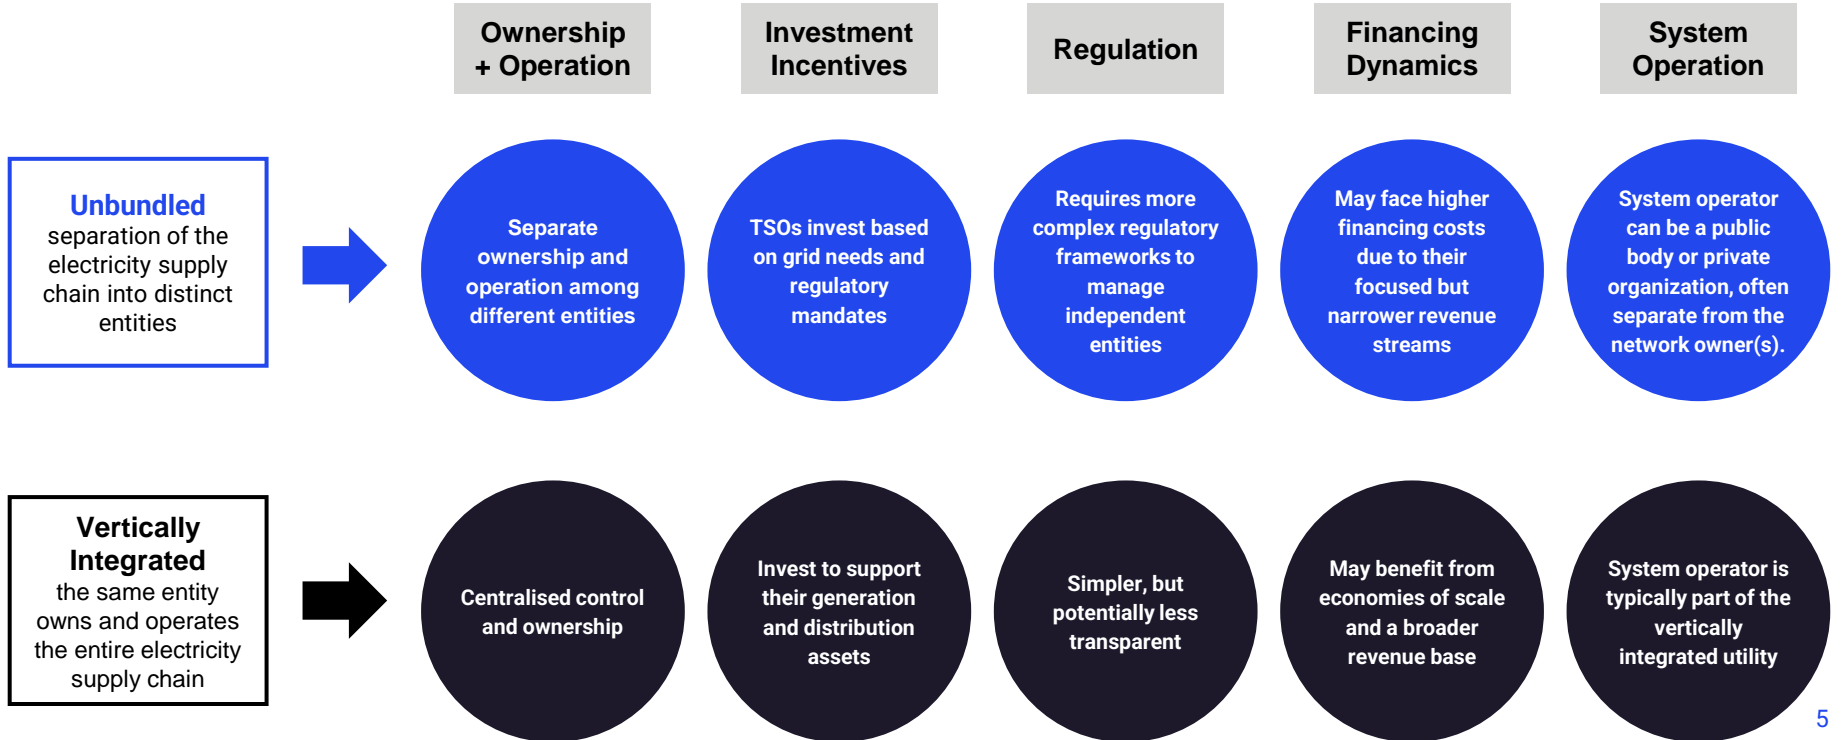 Ownership
+ Operation
Investment
Incentives
Regulation
Financing
Dynamics
System
Operation
Unbundled
separation of the
electricity supply
chain into distinct
entities
Separate
ownership and
operation among
different entities
TSOs invest based
on grid needs and
regulatory
mandates
Requires more
complex regulatory
frameworks to
manage
independent
entities
May face higher
financing costs
due to their
focused but
narrower revenue
streams
System operator
can be a public
body or private
organization, often
separate from the
network owner(s).
Vertically
Integrated
the same entity
owns and operates
the entire electricity
supply chain
Centralised control
and ownership
Invest to support
their generation
and distribution
assets
Simpler, but
potentially less
transparent
May benefit from
economies of scale
and a broader
revenue base
System operator is
typically part of the
vertically
integrated utility
5